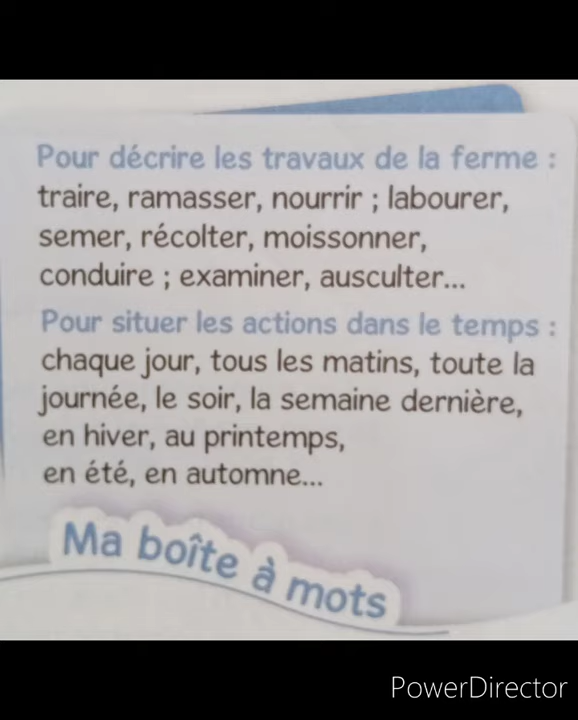 Pour décrire les travaux de la ferme :
traire, ramasser, nourrir ; labourer,
semer, récolter, moissonner,
conduire ; examiner, ausculter...
Pour situer les actions dans le temps :
chaque jour, tous les matins, toute la
journée, le soir, la semaine dernière,
en hiver, au printemps,
en été, en automne...
Ma boîte à mots
PowerDirector